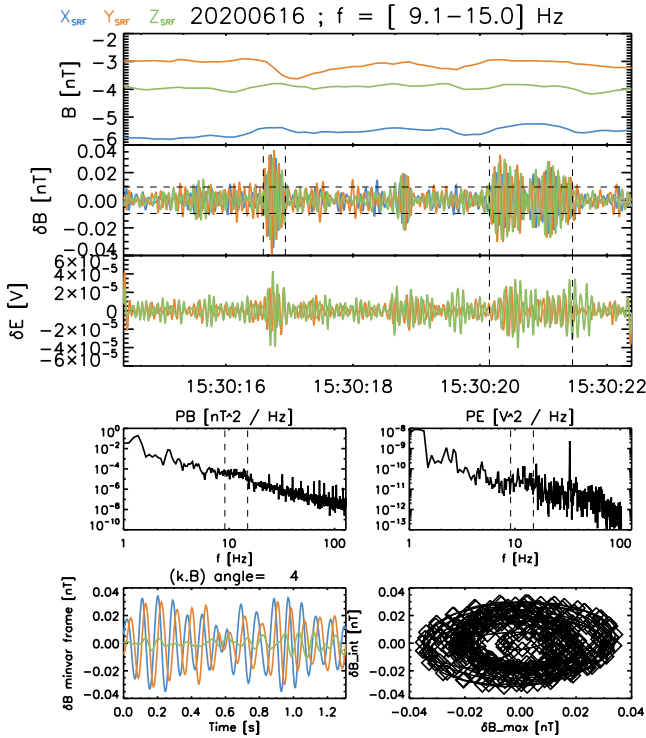 X_SRF Y_SRF Z_SRF 20200616 ; f = [ 9.1−15.0] Hz
B [nT]
−2
−3
−4
−5
−6
δB [nT]
0.04
0.02
0.00
−0.02
−0.04
δE [V]
6×10^−5
4×10^−5
2×10^−5
0
−2×10^−5
−4×10^−5
−6×10^−5
15:30:16 15:30:18 15:30:20 15:30:22
PB [nT^2 / Hz]
10^0
10^−2
10^−4
10^−6
10^−8
10^−10
1 10 100
f [Hz]
PE [V^2 / Hz]
10^−8
10^−9
10^−10
10^−11
10^−12
10^−13
1 10 100
f [Hz]
(k.B) angle= 4
δB minvar frame [nT]
0.04
0.02
0.00
−0.02
−0.04
0.0 0.2 0.4 0.6 0.8 1.0 1.2
Time [s]
δB_int [nT]
0.04
0.02
0.00
−0.02
−0.04
−0.04 −0.02 0.00 0.02 0.04
δB_max [nT]